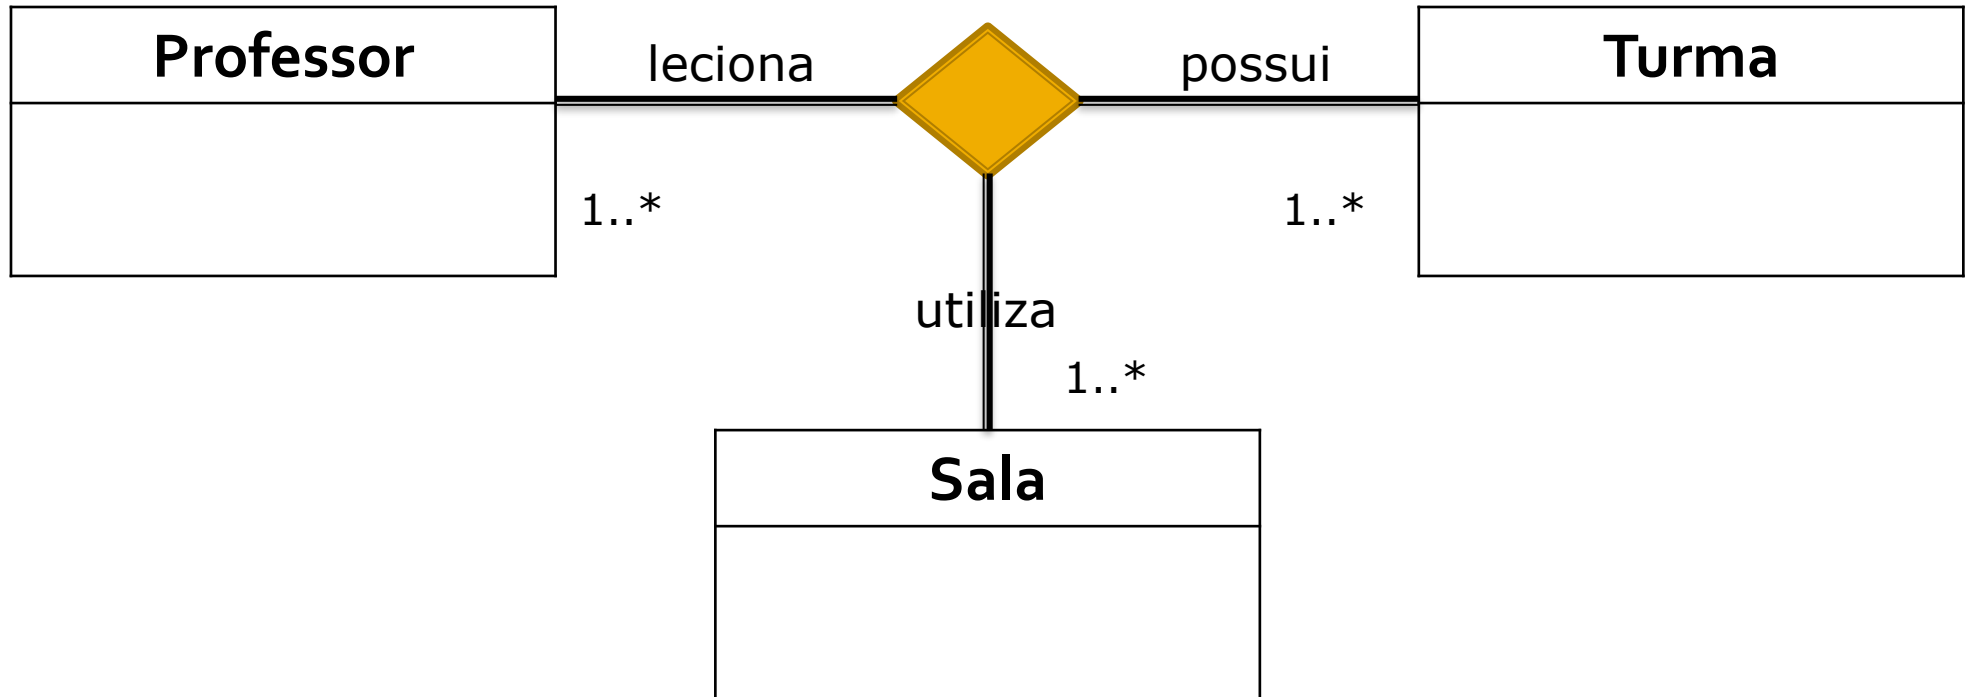 Professor
leciona
possui
Turma
1..*
1..*
utiliza
1..*
Sala